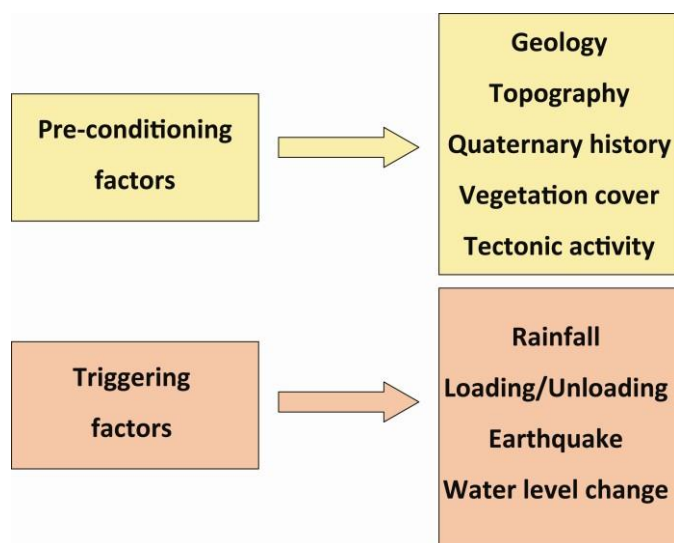 Pre-conditioning
factors
Geology
Topography
Quaternary history
Vegetation cover
Tectonic activity
Triggering
factors
Rainfall
Loading/Unloading
Earthquake
Water level change